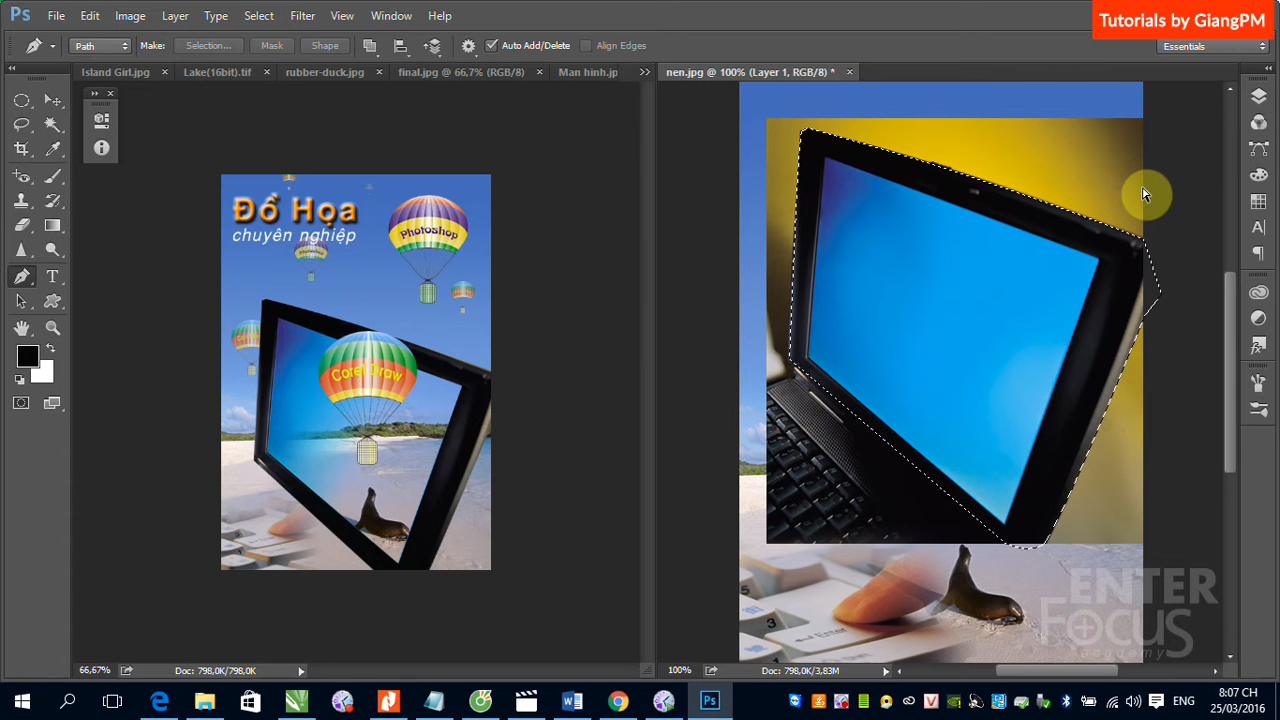 Ps File Edit Image Layer Type Select Filter View Window Help
Tutorials by GiangPM
Path Make: Selection... Mask Shape Auto Add/Delete Align Edges Essentials
Island Girl.jpg × Lake(16bit).tif × rubber-duck.jpg × final.jpg @ 66,7% (RGB/8) × Man hinh.jp nen.jpg @ 100% (Layer 1, RGB/8) * ×
Đồ Họa
chuyên nghiệp
Photoshop
Corel Draw
Enter
ENTER
FOCUS
academy
66.67% Doc: 798,0K/798,0K 100% Doc: 798,0K/3,83M
ENG 8:07 CH
25/03/2016